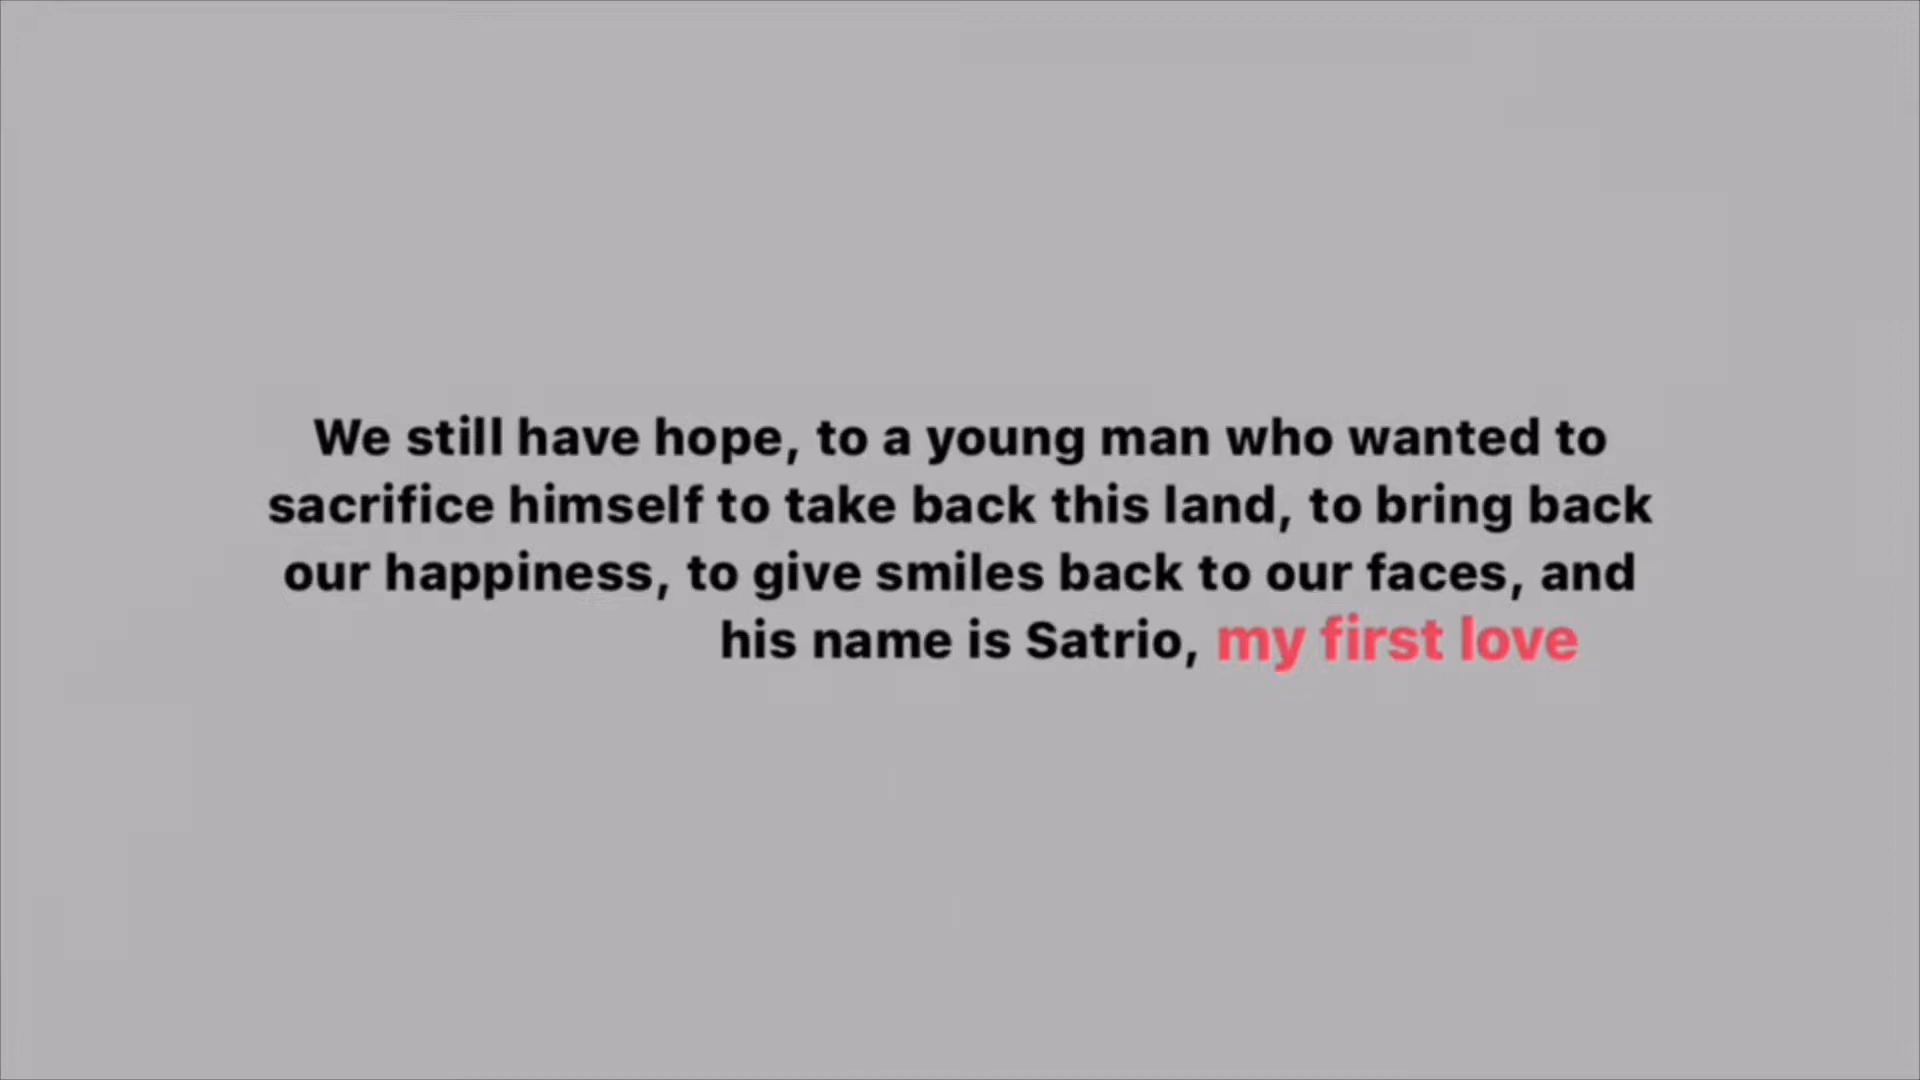 We still have hope, to a young man who wanted to
sacrifice himself to take back this land, to bring back
our happiness, to give smiles back to our faces, and
his name is Satrio, my first love